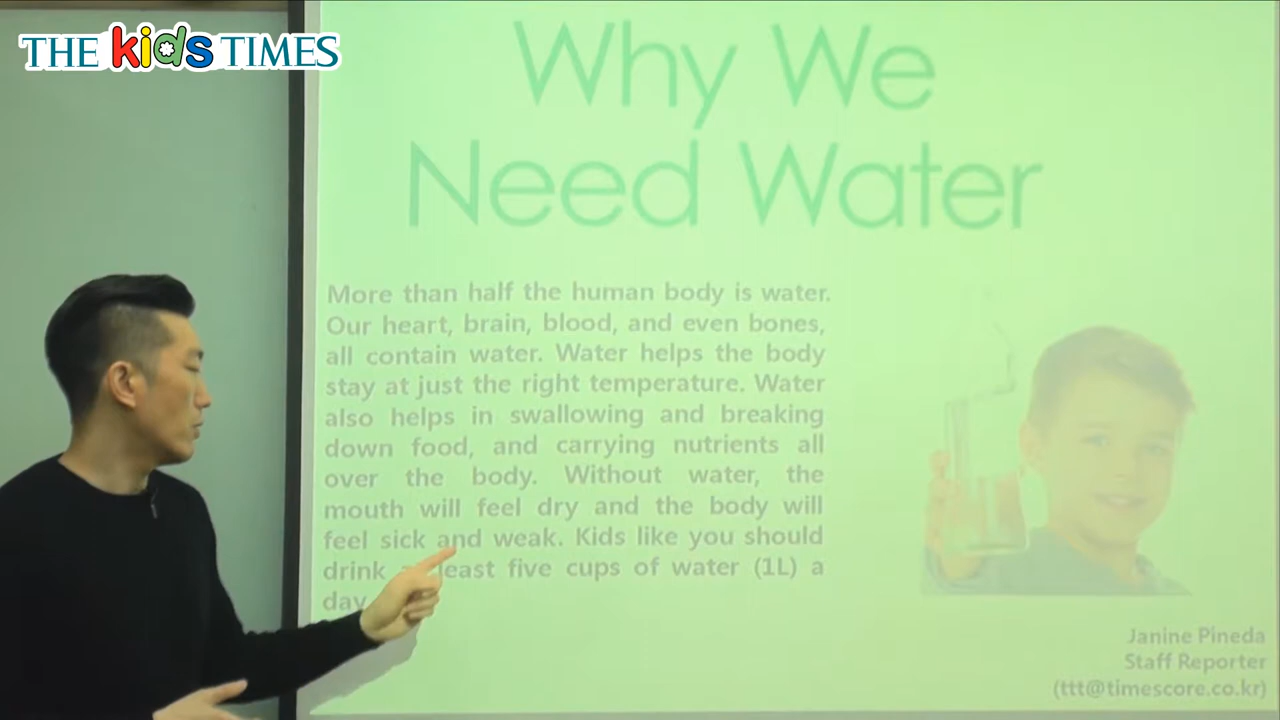 THE kids TIMES
Why We
Need Water
More than half the human body is water.
Our heart, brain, blood, and even bones,
all contain water. Water helps the body
stay at just the right temperature. Water
also helps in swallowing and breaking
down food, and carrying nutrients all
over the body. Without water, the
mouth will feel dry and the body will
feel sick and weak. Kids like you should
drink least five cups of water (1L) a
day
Janine Pineda
Staff Reporter
(ttt@timescore.co.kr)